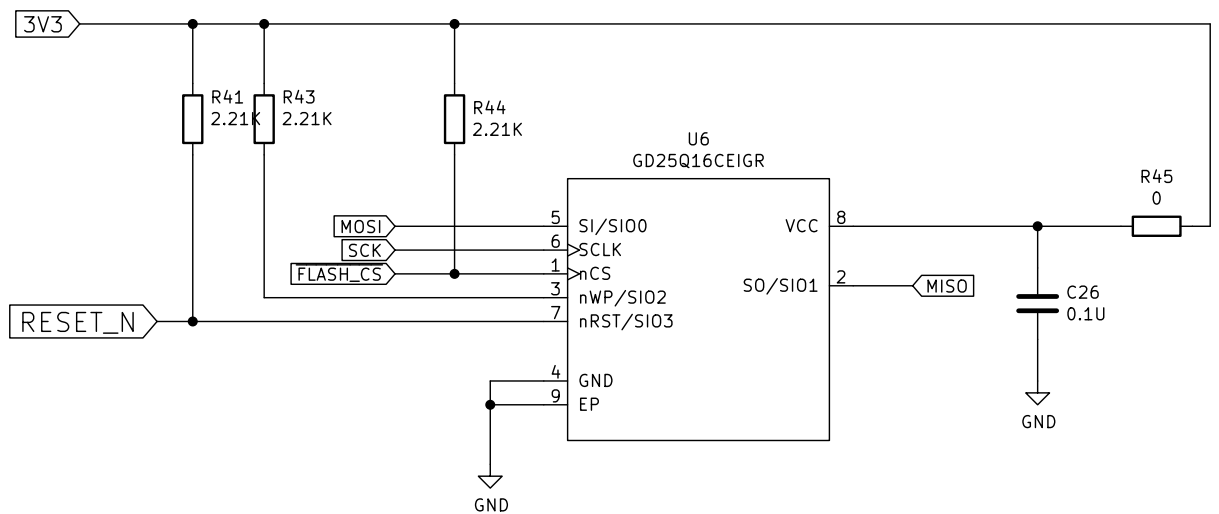 3V3
R41
2.21K
R43
2.21K
R44
2.21K
U6
GD25Q16CEIGR
R45
0
MOSI
5
SI/SIO0
VCC
8
SCK
6
SCLK
FLASH_CS
1
nCS
SO/SIO1
2
MISO
3
nWP/SIO2
C26
0.1U
RESET_N
7
nRST/SIO3
4
GND
9
EP
GND
GND